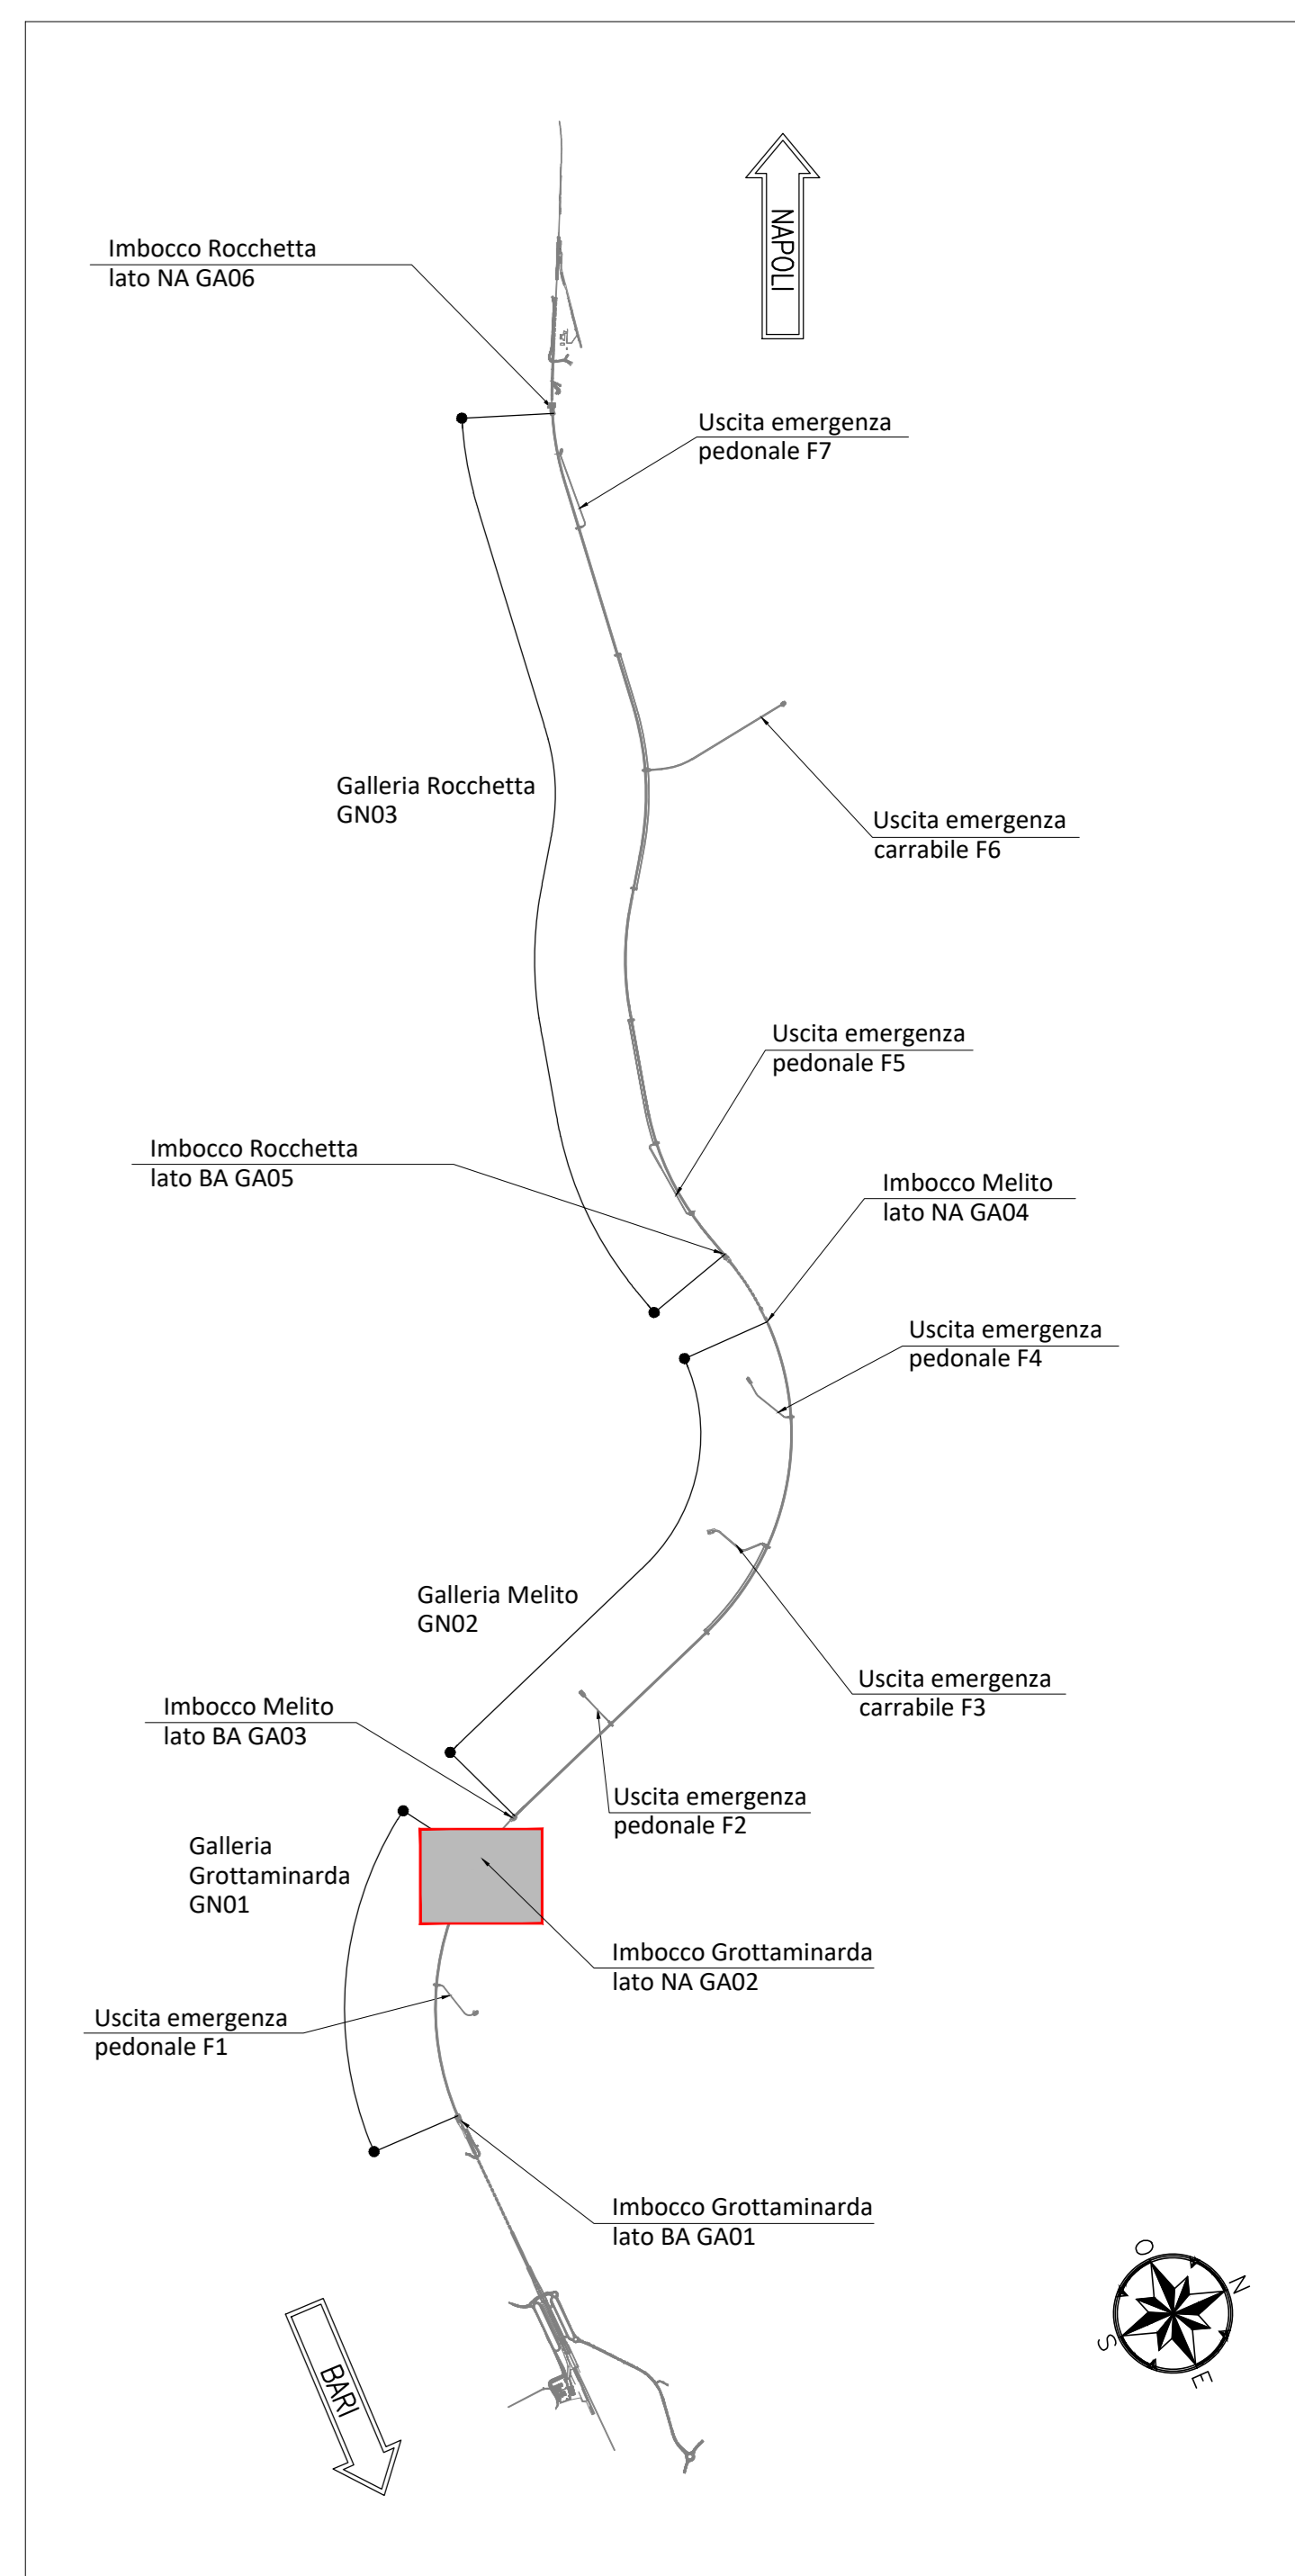 NAPOLI
Imbocco Rocchetta
lato NA GA06
Uscita emergenza
pedonale F7
Galleria Rocchetta
GN03
Uscita emergenza
carrabile F6
Uscita emergenza
pedonale F5
Imbocco Rocchetta
lato BA GA05
Imbocco Melito
lato NA GA04
Uscita emergenza
pedonale F4
Galleria Melito
GN02
Uscita emergenza
carrabile F3
Imbocco Melito
lato BA GA03
Uscita emergenza
pedonale F2
Galleria
Grottaminarda
GN01
Imbocco Grottaminarda
lato NA GA02
Uscita emergenza
pedonale F1
Imbocco Grottaminarda
lato BA GA01
BARI
O
N
S
E